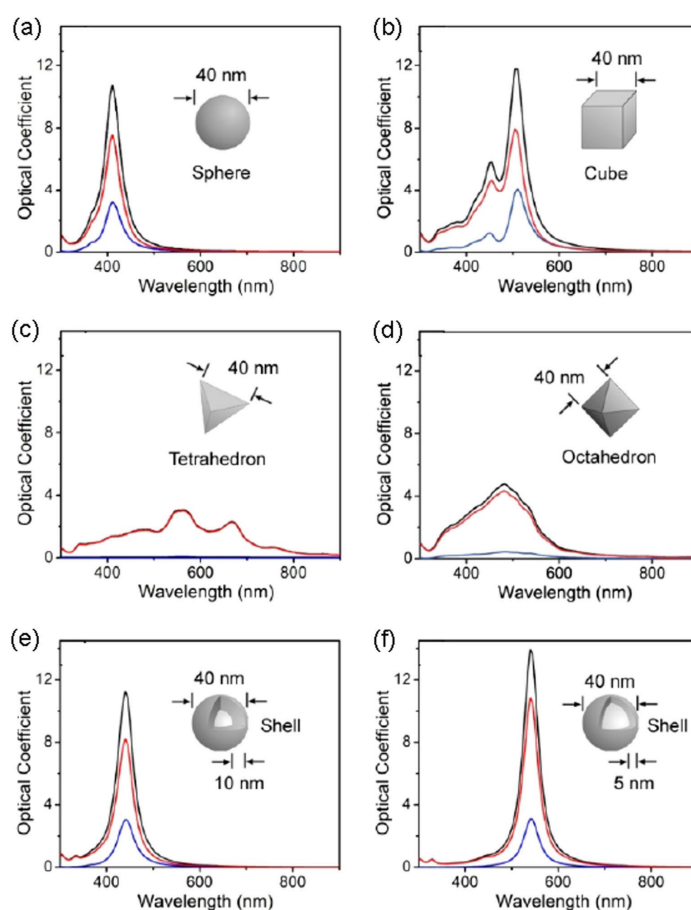 (a)
12
8
4
0
Optical Coefficient
40 nm
Sphere
400 600 800
Wavelength (nm)
(b)
12
8
4
0
Optical Coefficient
40 nm
Cube
400 600 800
Wavelength (nm)
(c)
12
8
4
0
Optical Coefficient
40 nm
Tetrahedron
400 600 800
Wavelength (nm)
(d)
12
8
4
0
Optical Coefficient
40 nm
Octahedron
400 600 800
Wavelength (nm)
(e)
12
8
4
0
Optical Coefficient
40 nm
Shell
10 nm
400 600 800
Wavelength (nm)
(f)
12
8
4
0
Optical Coefficient
40 nm
Shell
5 nm
400 600 800
Wavelength (nm)